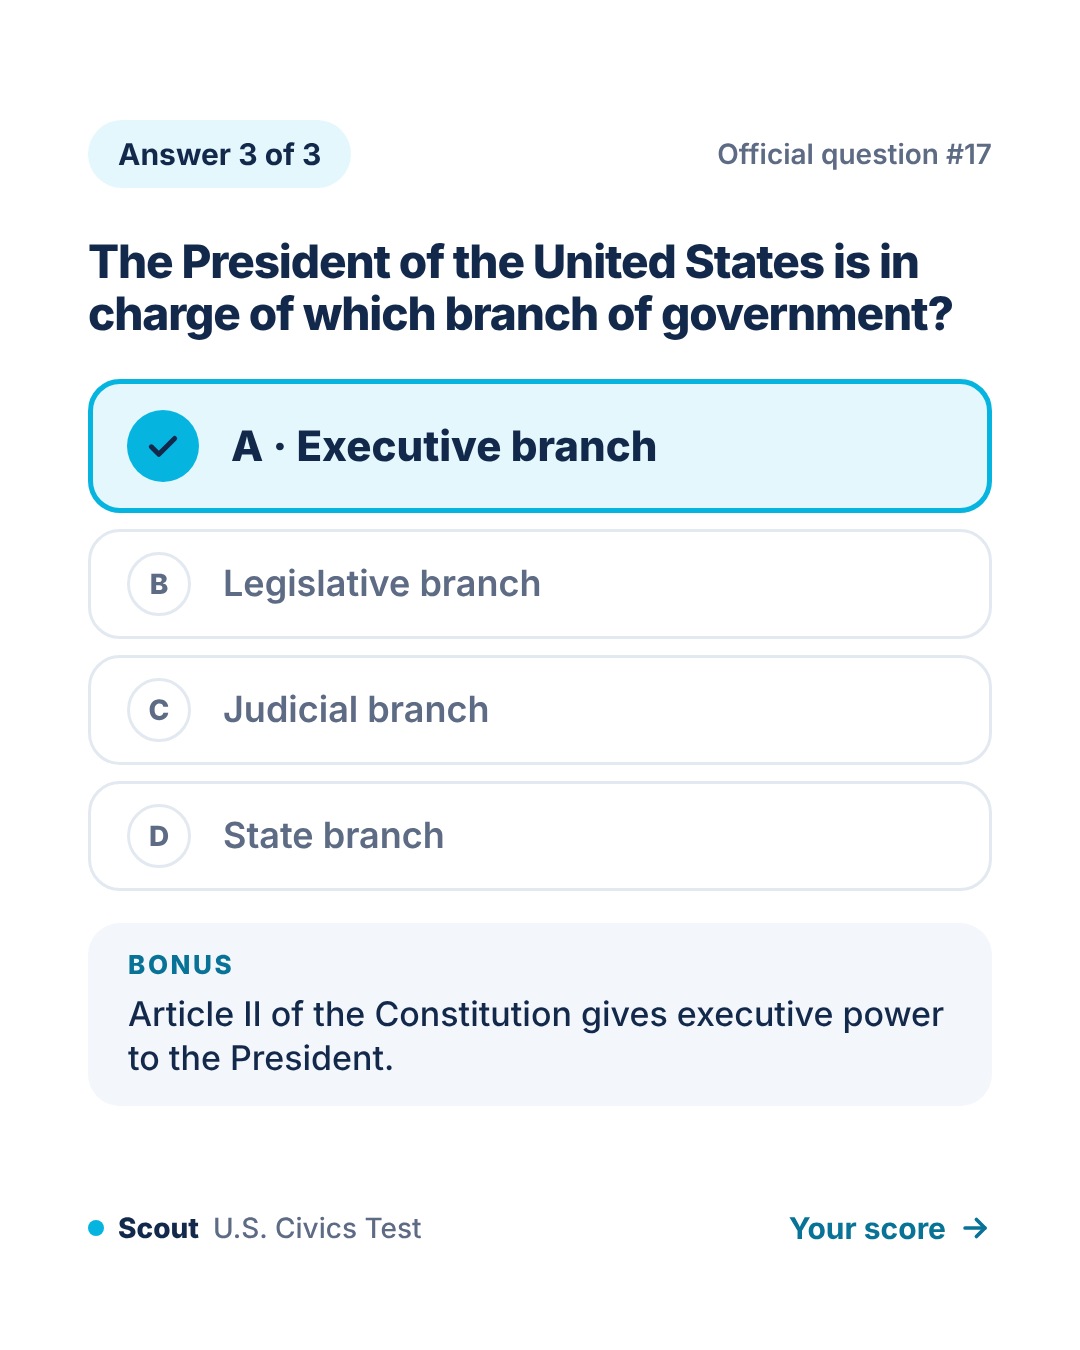 Answer 3 of 3
Official question #17
The President of the United States is in
charge of which branch of government?
A · Executive branch
B Legislative branch
C Judicial branch
D State branch
BONUS
Article II of the Constitution gives executive power
to the President.
Scout U.S. Civics Test
Your score →